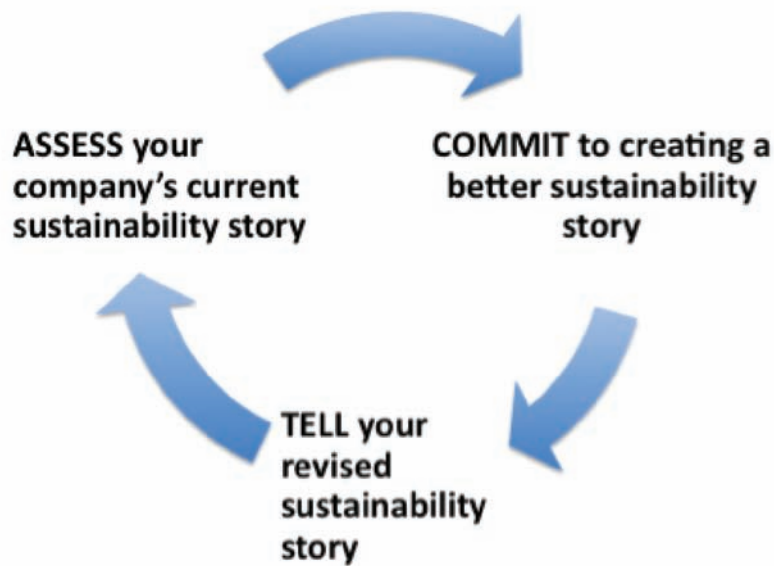 ASSESS your
company’s current
sustainability story
COMMIT to creating a
better sustainability
story
TELL your
revised
sustainability
story